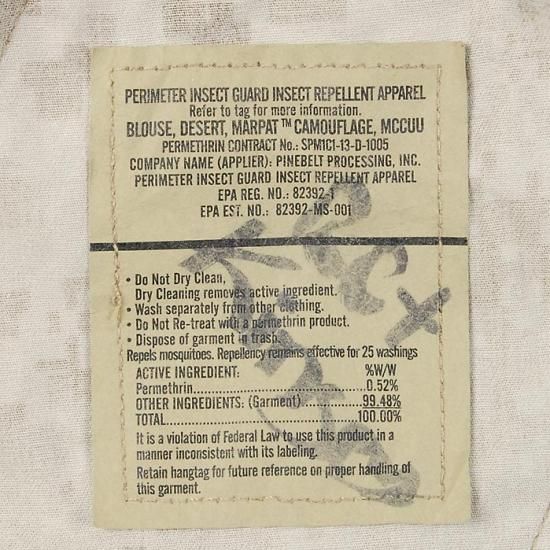 PERIMETER INSECT GUARD INSECT REPELLENT APPAREL
Refer to tag for more information.
BLOUSE, DESERT, MARPAT™ CAMOUFLAGE, MCCUU
PERMETHRIN CONTRACT No.: SPM1C1-13-D-1005
COMPANY NAME (APPLIER): PINEBELT PROCESSING, INC.
PERIMETER INSECT GUARD INSECT REPELLENT APPAREL
EPA REG. NO.: 82392-1
EPA EST. NO.: 82392-MS-001
• Do Not Dry Clean,
Dry Cleaning removes active ingredient.
• Wash separately from other clothing.
• Do Not Re-treat with a permethrin product.
• Dispose of garment in trash.
Repels mosquitoes. Repellency remains effective for 25 washings
ACTIVE INGREDIENT: %W/W
Permethrin...0.52%
OTHER INGREDIENTS: (Garment)...99.48%
TOTAL...100.00%
It is a violation of Federal Law to use this product in a
manner inconsistent with its labeling.
Retain hangtag for future reference on proper handling of
this garment.